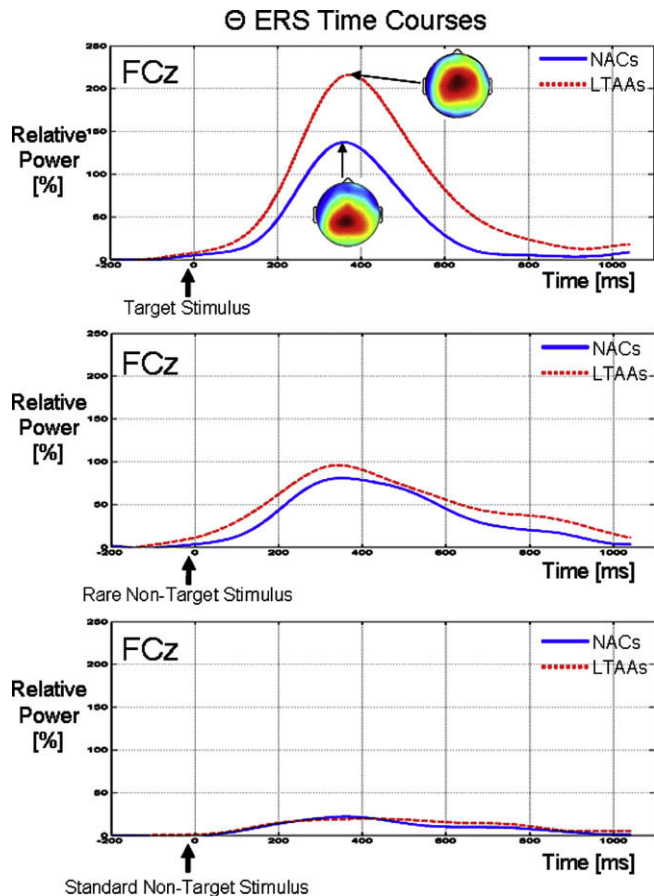 Θ ERS Time Courses
250
FCz
NACs
LTAAs
200
Relative
Power
[%]
150
100
50
0
-200 0 200 400 600 800 1000
Time [ms]
Target Stimulus
250
FCz
NACs
LTAAs
200
Relative
Power
[%]
150
100
50
0
-200 0 200 400 600 800 1000
Time [ms]
Rare Non-Target Stimulus
250
FCz
NACs
LTAAs
200
Relative
Power
[%]
150
100
50
0
-200 0 200 400 600 800 1000
Time [ms]
Standard Non-Target Stimulus